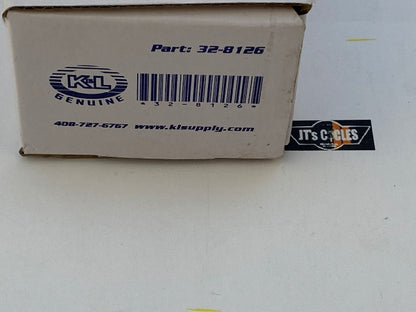 Part: 32-8126
K&L
GENUINE
*32-8126*
408-727-6767 www.klsupply.com
JT's CYCLES